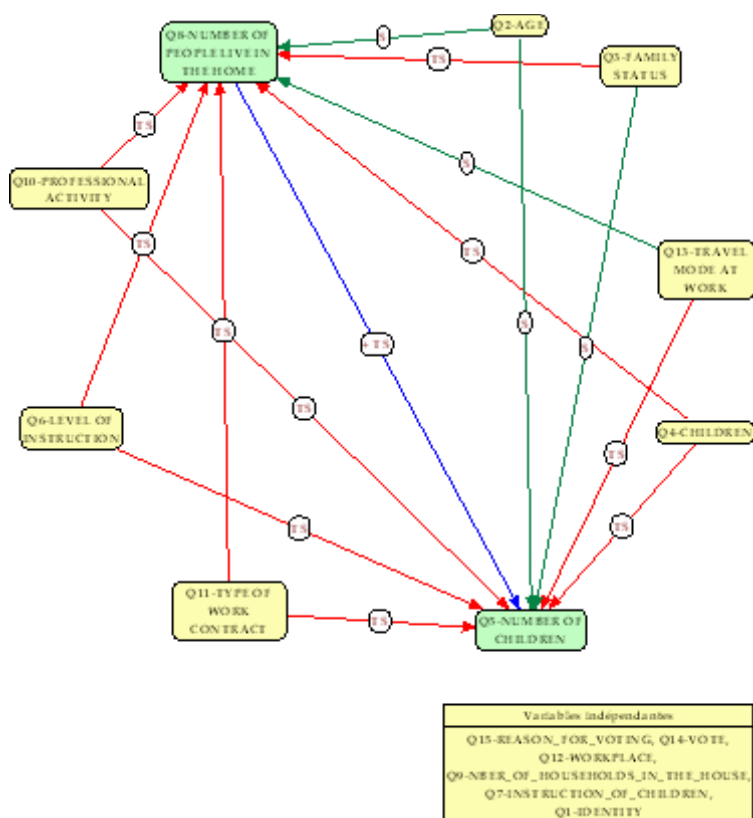 Q8-NUMBER OF
PEOPLE LIVE IN
THE HOME
Q2-AGE
Q3-FAMILY
STATUS
S
TS
TS
S
Q10-PROFESSIONAL
ACTIVITY
TS
TS
Q13-TRAVEL
MODE AT
WORK
TS
S
+ TS
S
Q6-LEVEL OF
INSTRUCTION
TS
Q4-CHILDREN
TS
TS
TS
Q11-TYPE OF
WORK
CONTRACT
TS
Q5-NUMBER OF
CHILDREN
Variables indépendantes
Q15-REASON_FOR_VOTING, Q14-VOTE,
Q12-WORKPLACE,
Q9-NBER_OF_HOUSEHOLDS_IN_THE_HOUSE,
Q7-INSTRUCTION_OF_CHILDREN,
Q1-IDENTITY